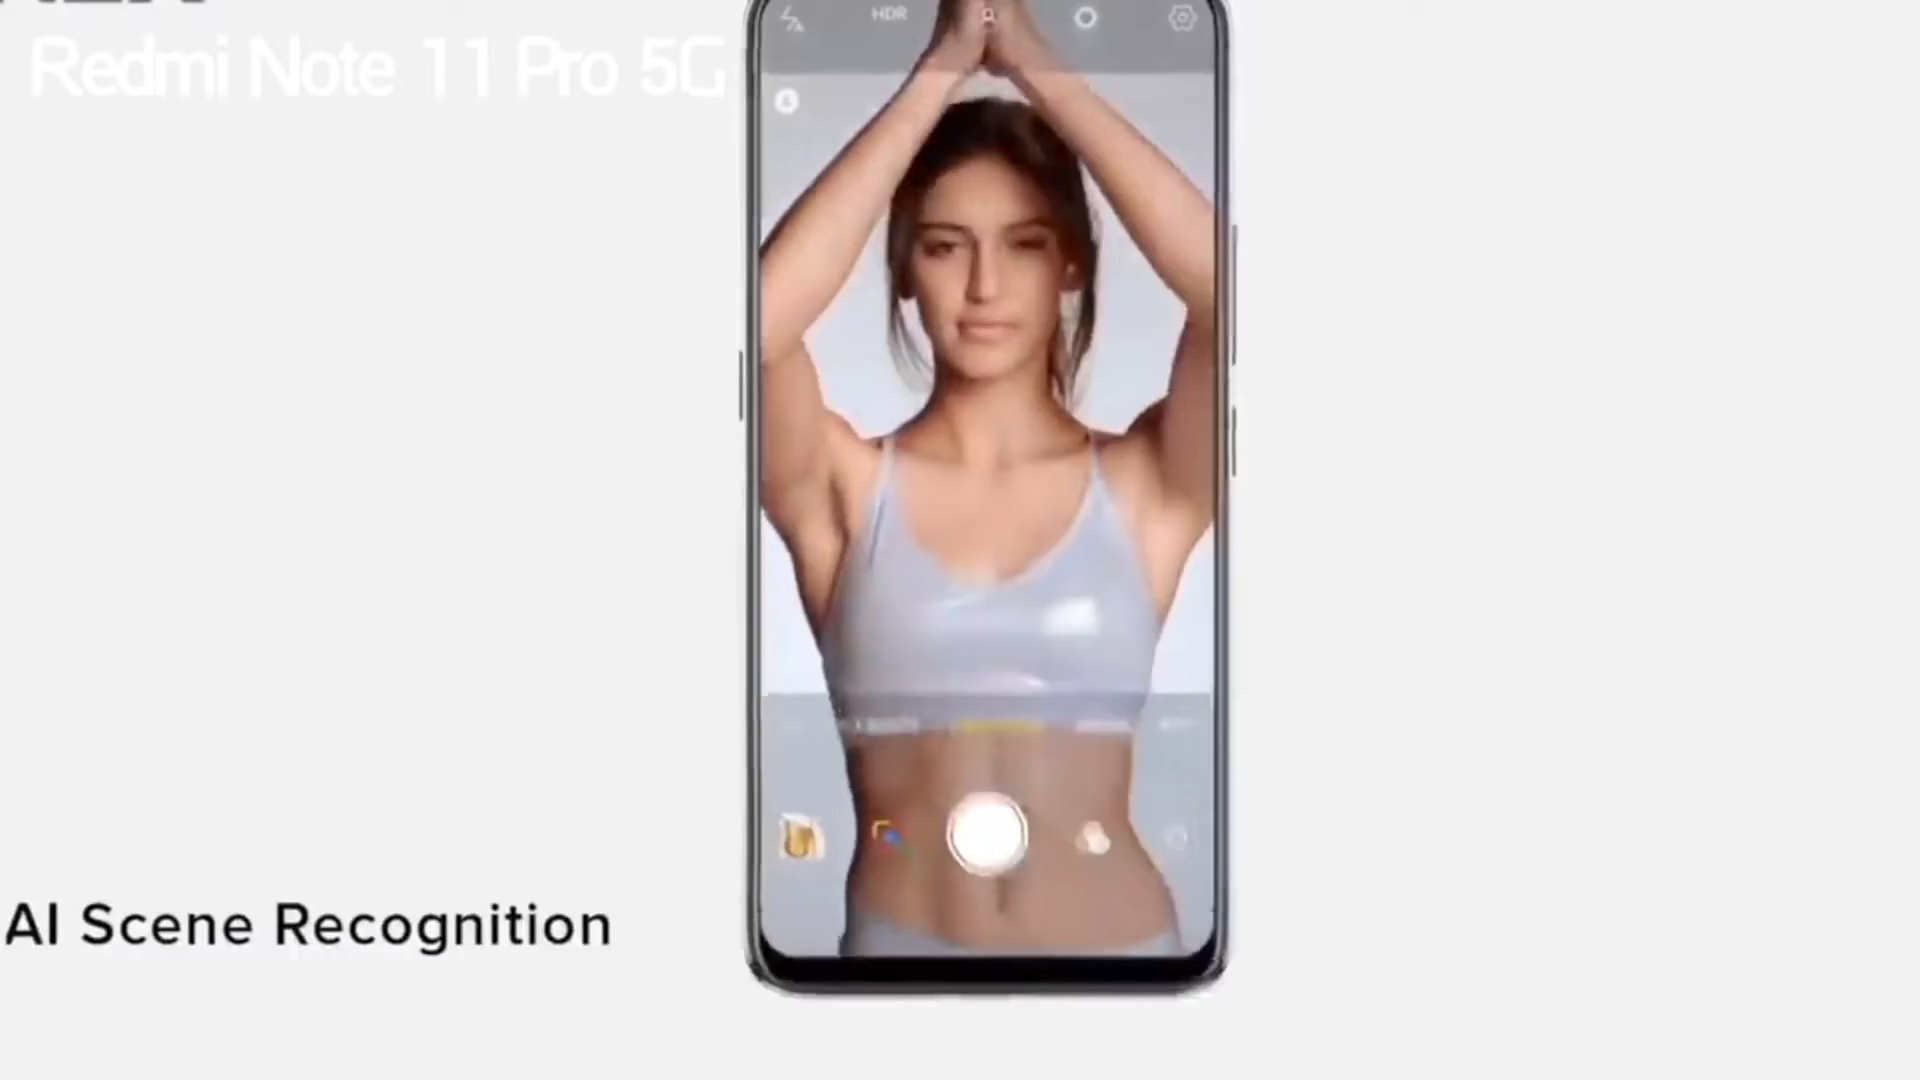 Redmi Note 11 Pro 5G
HDR
AI Scene Recognition